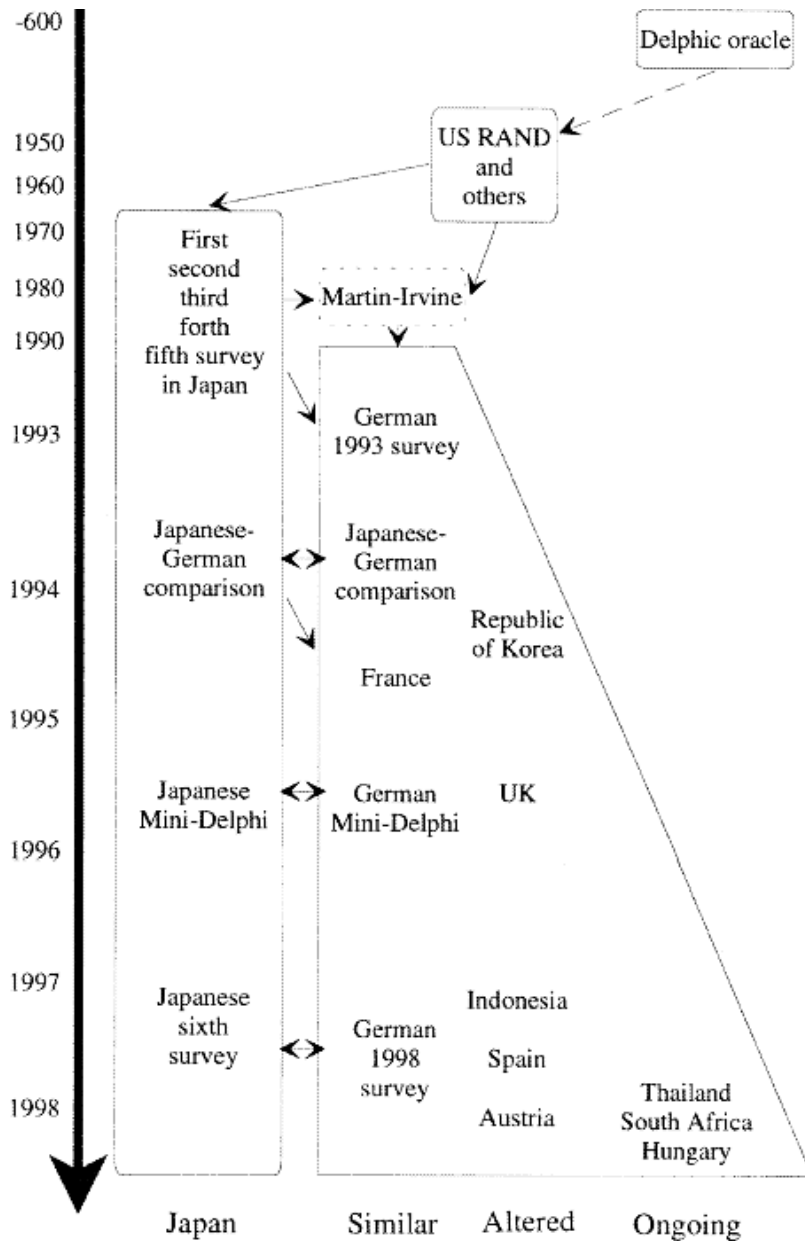 -600
Delphic oracle
1950
US RAND
and
others
1960
1970
First
second
third
forth
fifth survey
in Japan
1980
Martin-Irvine
1990
German
1993 survey
1993
Japanese-
German
comparison
Japanese-
German
comparison
1994
Republic
of Korea
France
1995
Japanese
Mini-Delphi
German
Mini-Delphi
UK
1996
1997
Japanese
sixth
survey
German
1998
survey
Indonesia
Spain
Austria
1998
Thailand
South Africa
Hungary
Japan
Similar
Altered
Ongoing